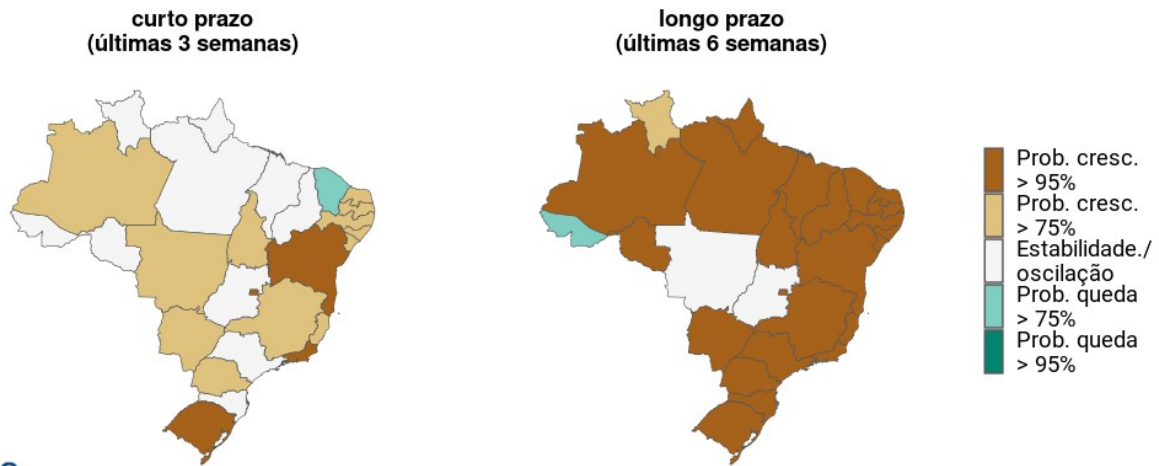 curto prazo
(últimas 3 semanas)
longo prazo
(últimas 6 semanas)
Prob. cresc.
> 95%
Prob. cresc.
> 75%
Estabilidade./
oscilação
Prob. queda
> 75%
Prob. queda
> 95%